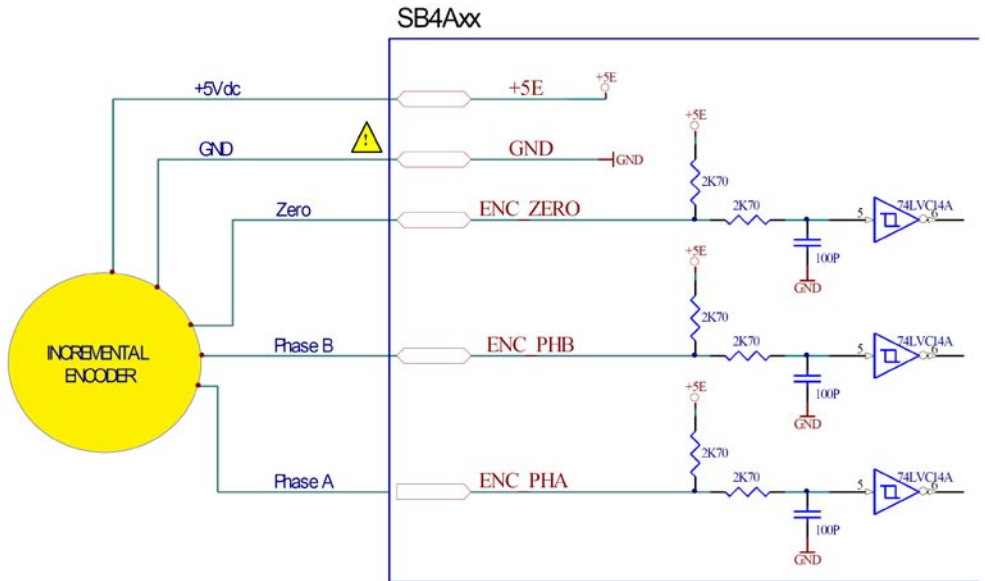 SB4Axx
+5Vdc
+5E
+5E
GND
GND
GND
Zero
ENC_ZERO
+5E
2K70
2K70
100P
GND
5
74LVC14A
6
INCREMENTAL
ENCODER
Phase B
ENC_PHB
+5E
2K70
2K70
100P
GND
5
74LVC14A
6
Phase A
ENC_PHA
+5E
2K70
2K70
100P
GND
5
74LVC14A
6
!